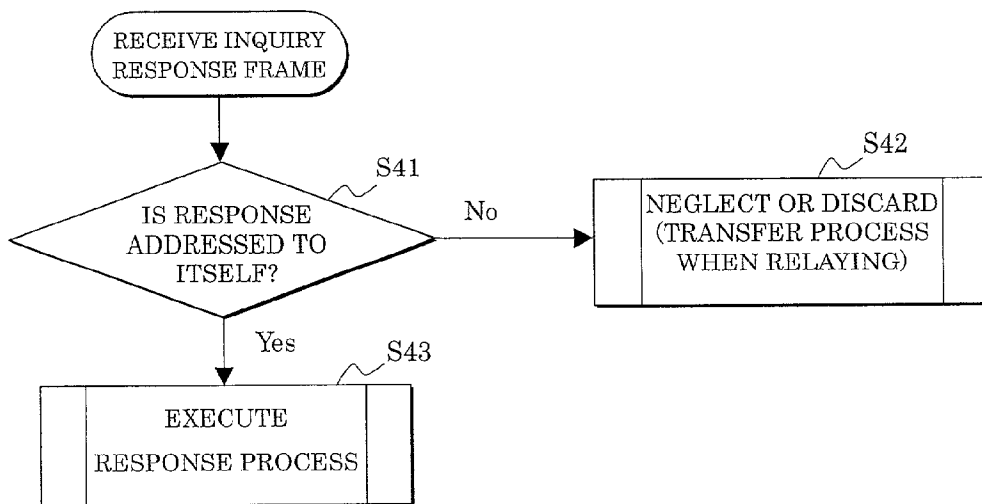 RECEIVE INQUIRY
RESPONSE FRAME
S41
IS RESPONSE
ADDRESSED TO
ITSELF?
No
S42
NEGLECT OR DISCARD
(TRANSFER PROCESS
WHEN RELAYING)
Yes
S43
EXECUTE
RESPONSE PROCESS